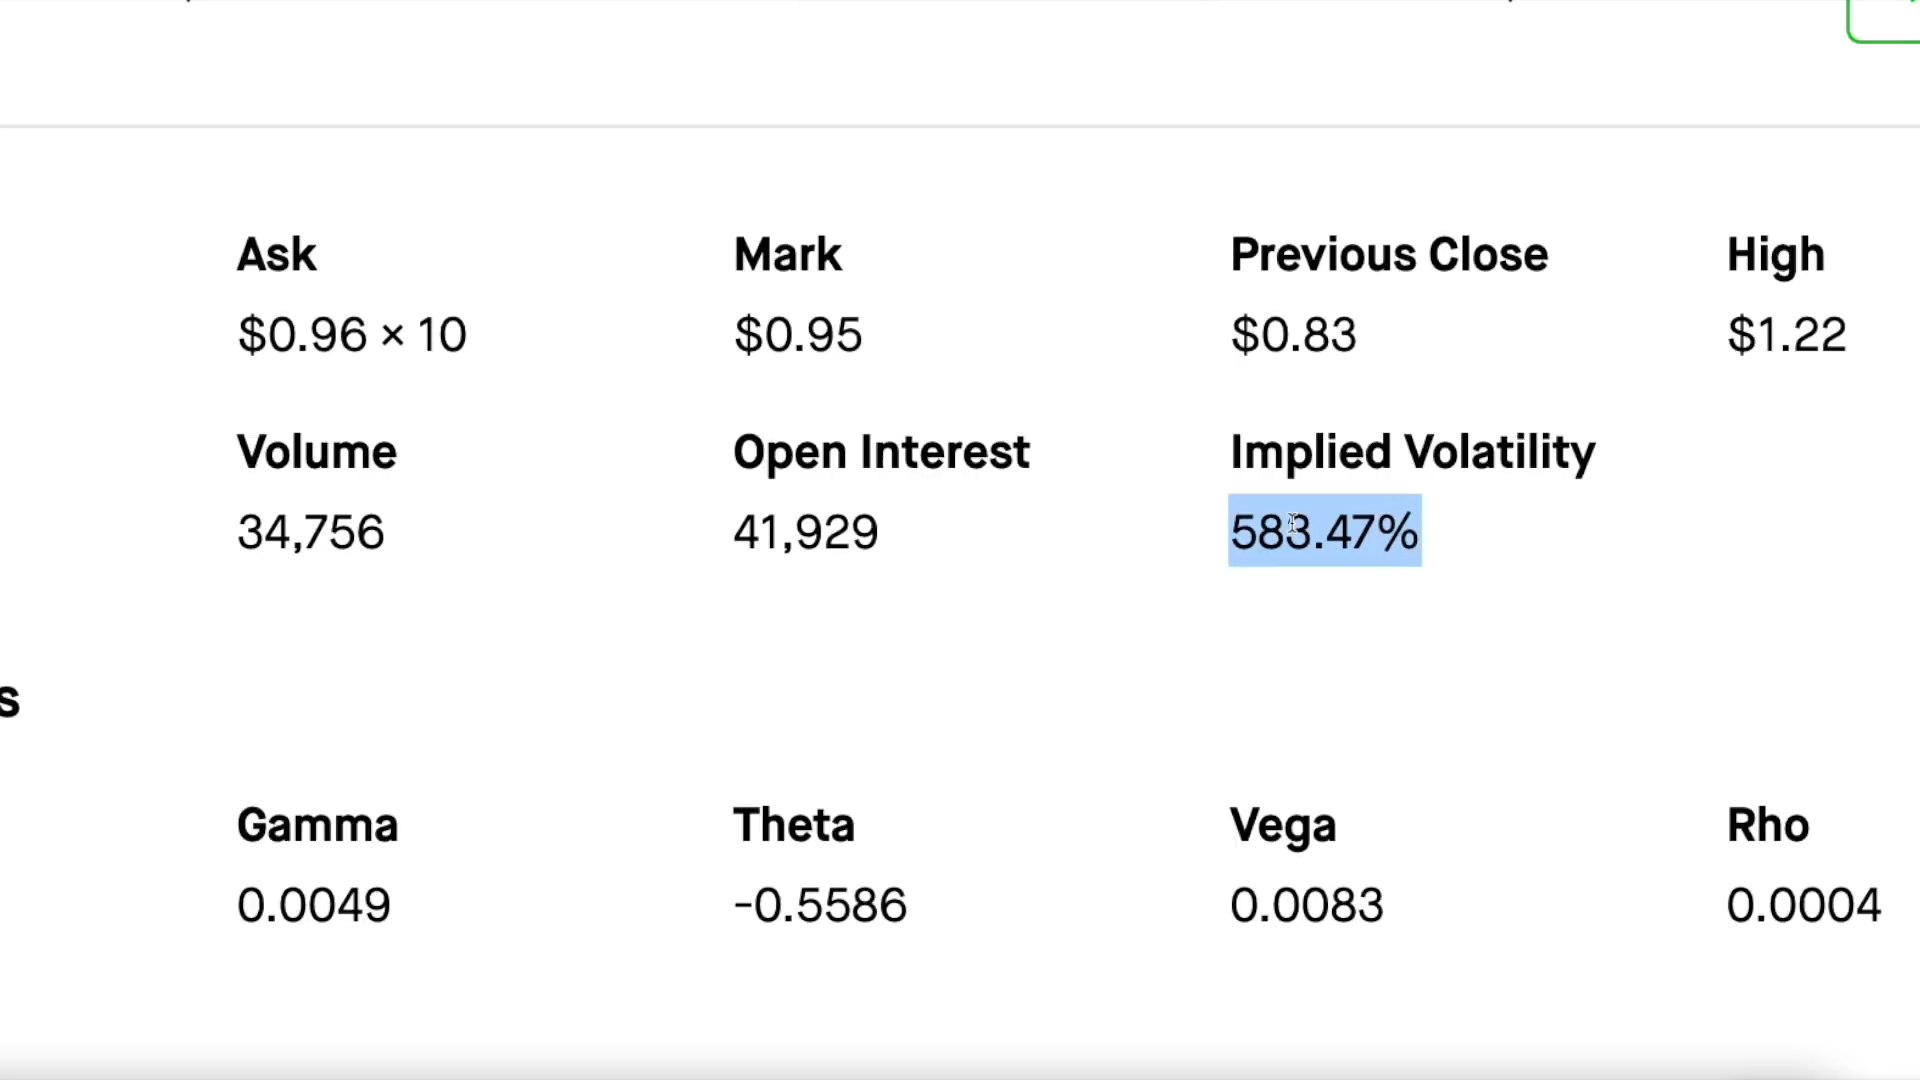 Ask Mark Previous Close High
$0.96 × 10 $0.95 $0.83 $1.22
Volume Open Interest Implied Volatility
34,756 41,929 583.47%
s
Gamma Theta Vega Rho
0.0049 -0.5586 0.0083 0.0004